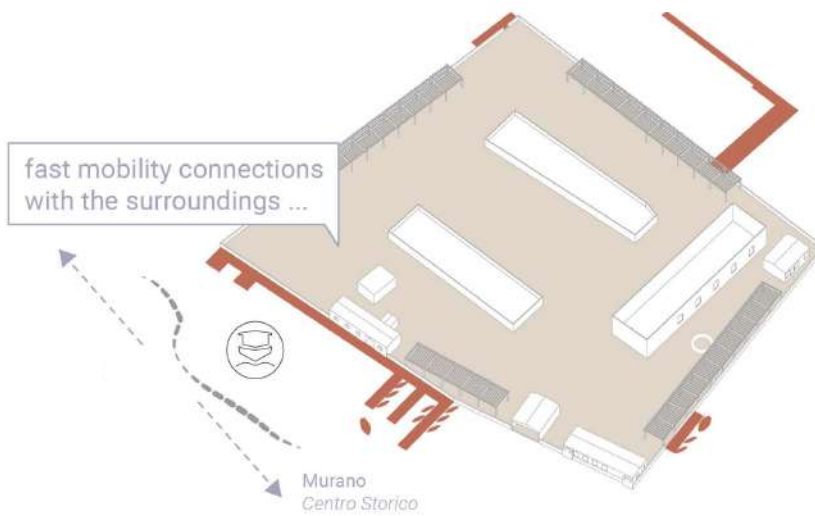 fast mobility connections
with the surroundings ...
Murano
Centro Storico